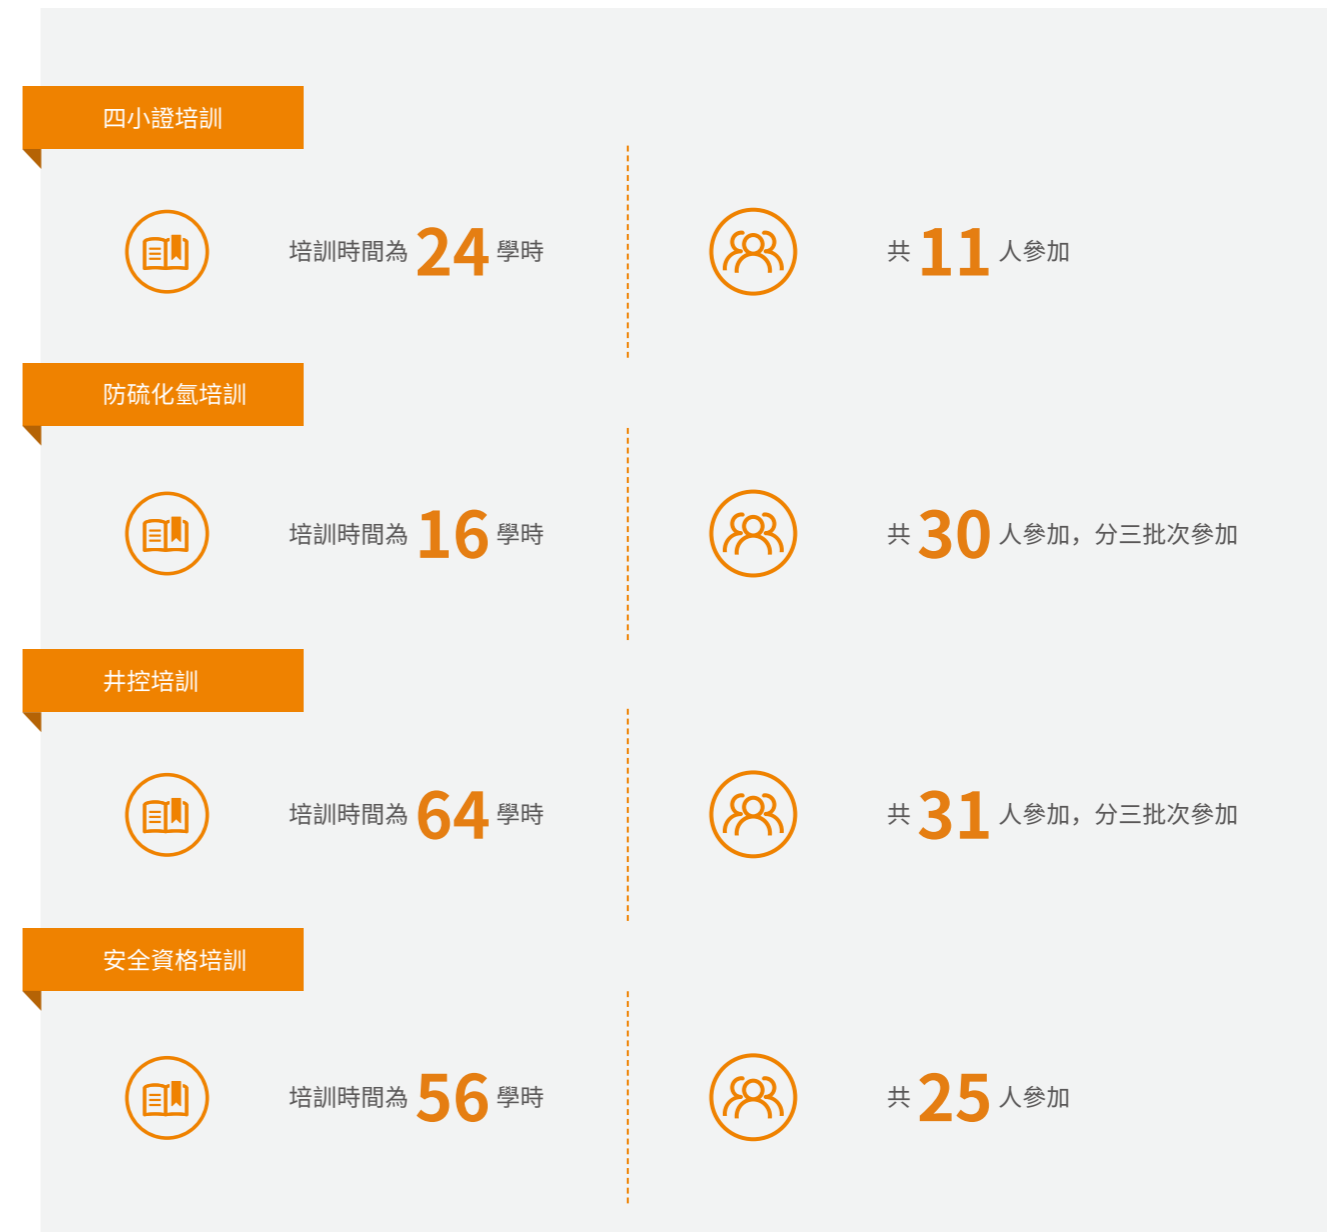 四小證培訓
培訓時間為 24 學時
共 11 人參加
防硫化氫培訓
培訓時間為 16 學時
共 30 人參加，分三批次參加
井控培訓
培訓時間為 64 學時
共 31 人參加，分三批次參加
安全資格培訓
培訓時間為 56 學時
共 25 人參加